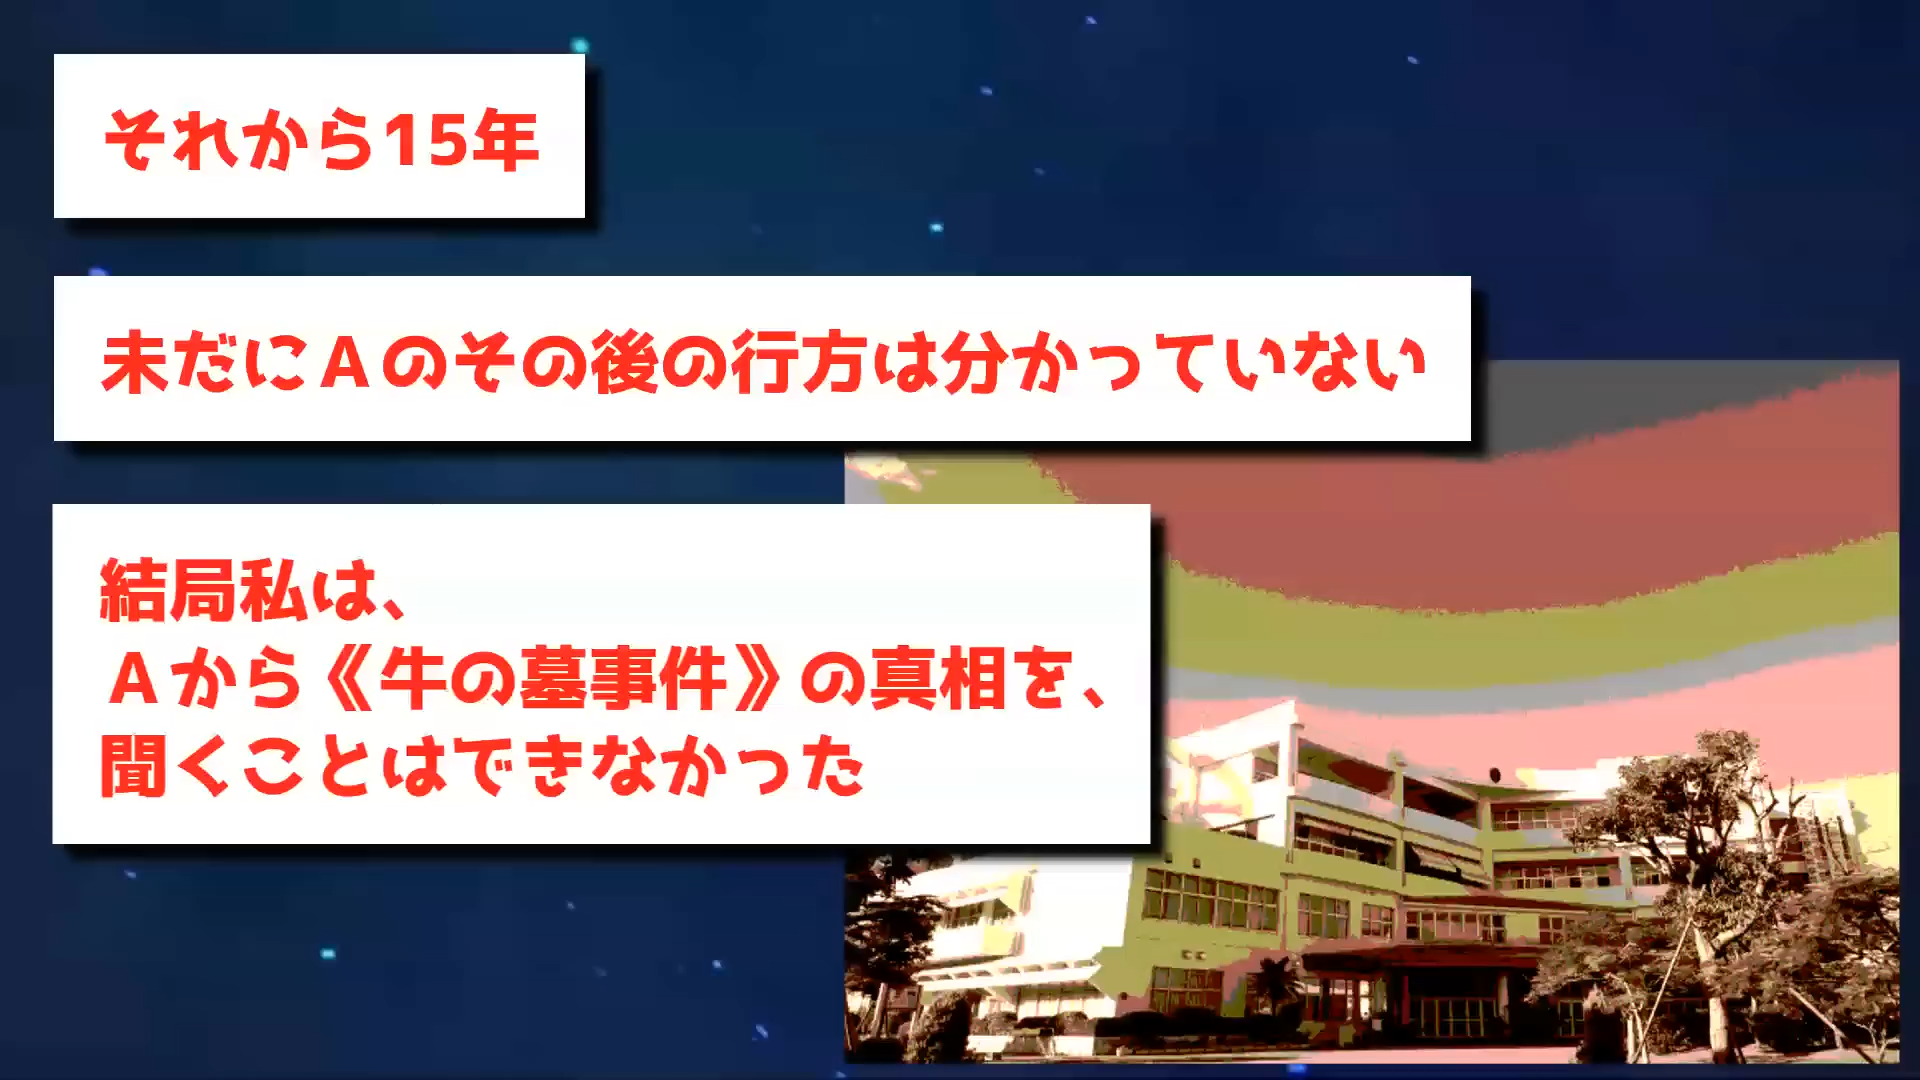 それから15年
未だにAのその後の行方は分かっていない
結局私は、
Aから《牛の墓事件》の真相を、
聞くことはできなかった